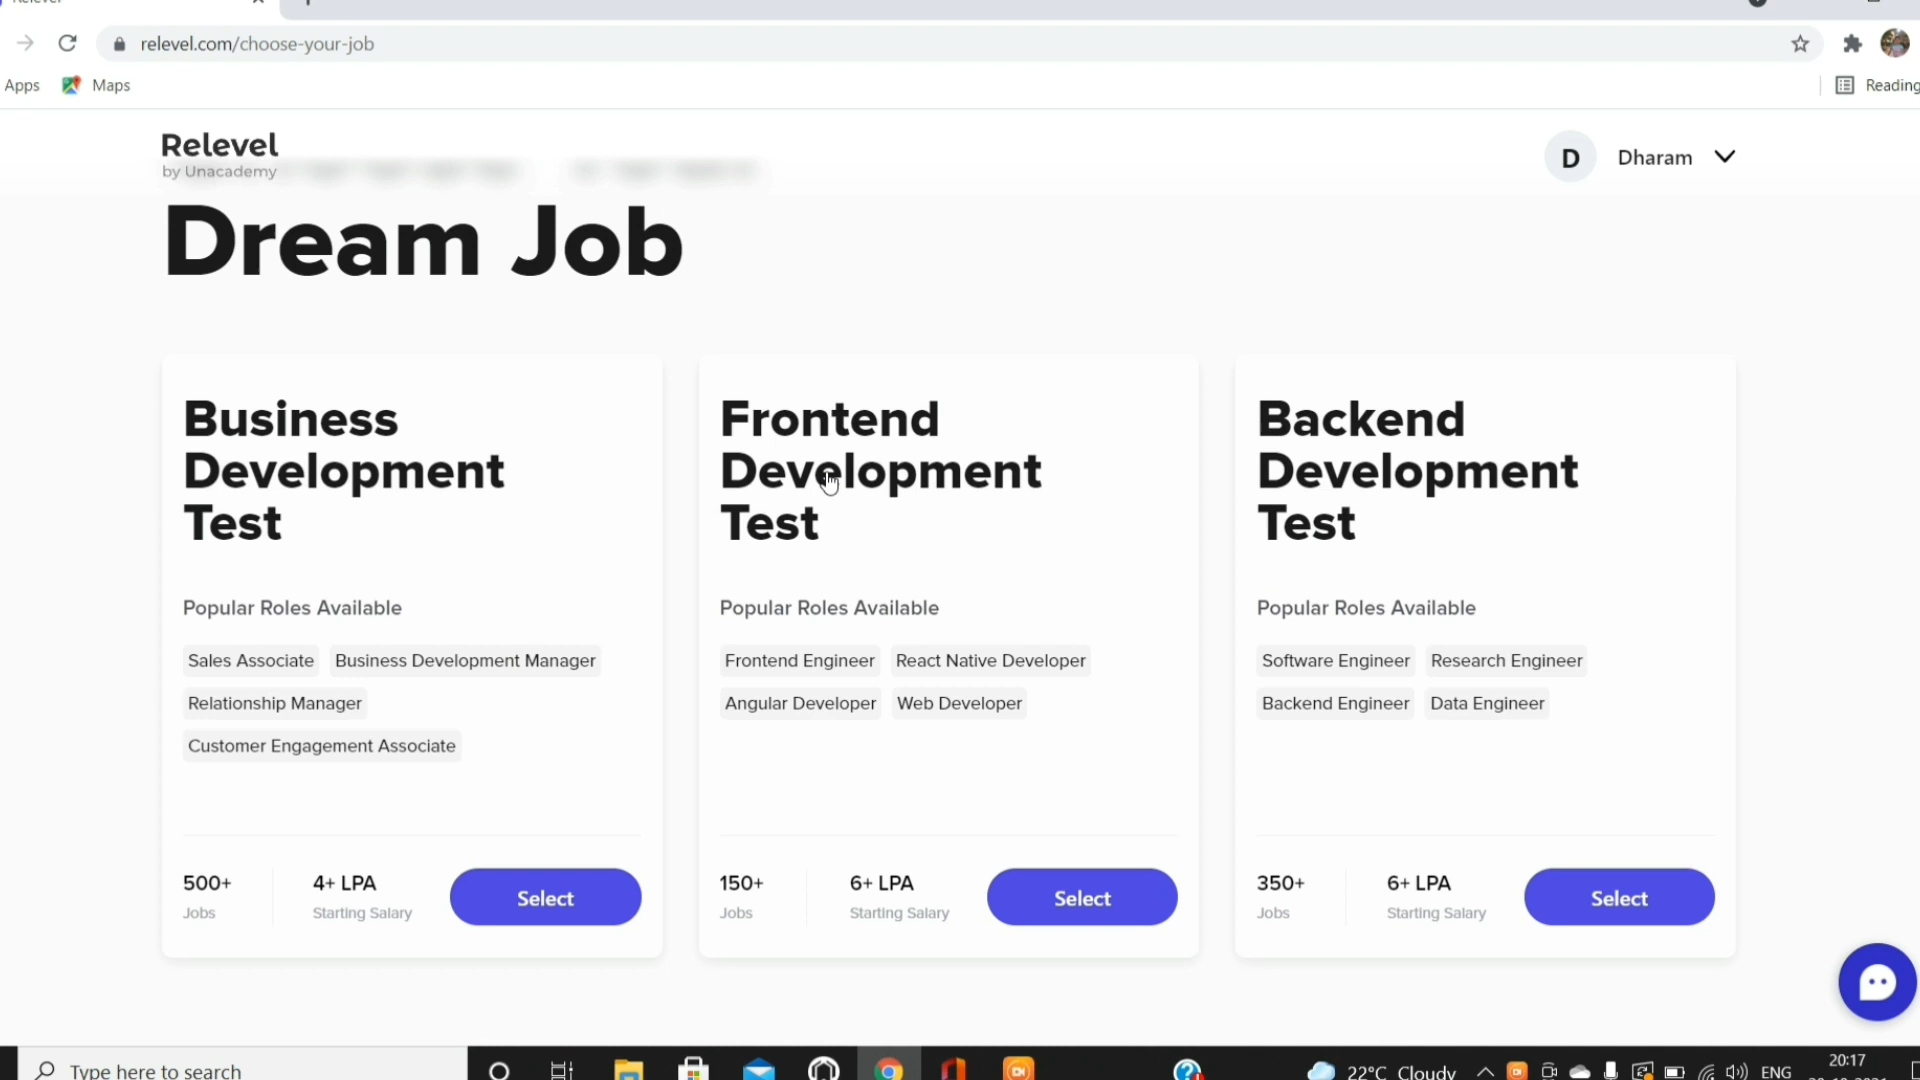 relevel.com/choose-your-job
Apps Maps Reading
Relevel
by Unacademy
D Dharam
Dream Job
Business
Development
Test
Popular Roles Available
Sales Associate Business Development Manager
Relationship Manager
Customer Engagement Associate
500+ 4+ LPA
Jobs Starting Salary
Select
Frontend
Development
Test
Popular Roles Available
Frontend Engineer React Native Developer
Angular Developer Web Developer
150+ 6+ LPA
Jobs Starting Salary
Select
Backend
Development
Test
Popular Roles Available
Software Engineer Research Engineer
Backend Engineer Data Engineer
350+ 6+ LPA
Jobs Starting Salary
Select
Type here to search
22°C Cloudy ENG
20:17